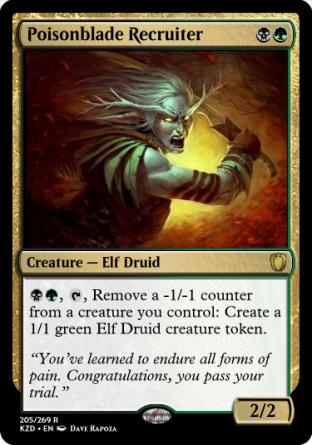 Poisonblade Recruiter
Creature — Elf Druid
, , Remove a -1/-1 counter
from a creature you control: Create a
1/1 green Elf Druid creature token.
“You’ve learned to endure all forms of
pain. Congratulations, you pass your
trial.”
2/2
205/269 R
KZD • EN Dave Rapoza